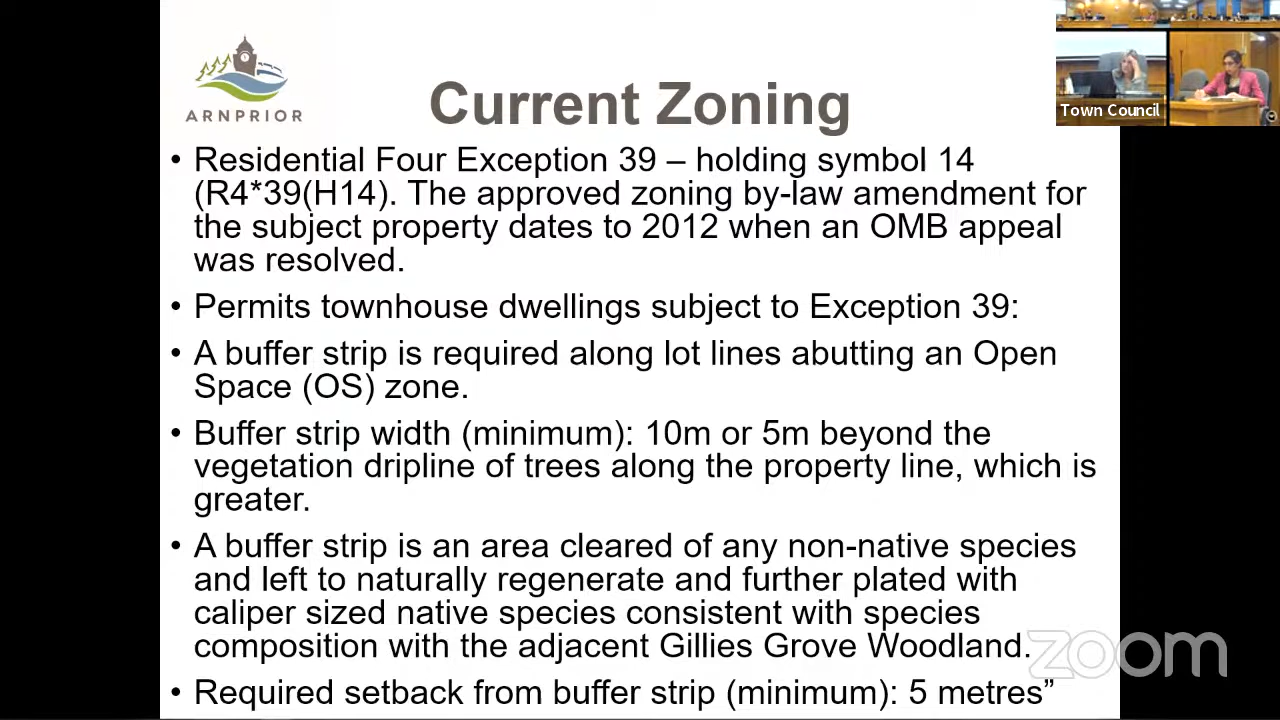 ARNPRIOR
Current Zoning
Town Council
• Residential Four Exception 39 – holding symbol 14
(R4*39(H14). The approved zoning by-law amendment for
the subject property dates to 2012 when an OMB appeal
was resolved.
• Permits townhouse dwellings subject to Exception 39:
• A buffer strip is required along lot lines abutting an Open
Space (OS) zone.
• Buffer strip width (minimum): 10m or 5m beyond the
vegetation dripline of trees along the property line, which is
greater.
• A buffer strip is an area cleared of any non-native species
and left to naturally regenerate and further plated with
caliper sized native species consistent with species
composition with the adjacent Gillies Grove Woodland.
• Required setback from buffer strip (minimum): 5 metres”
zoom